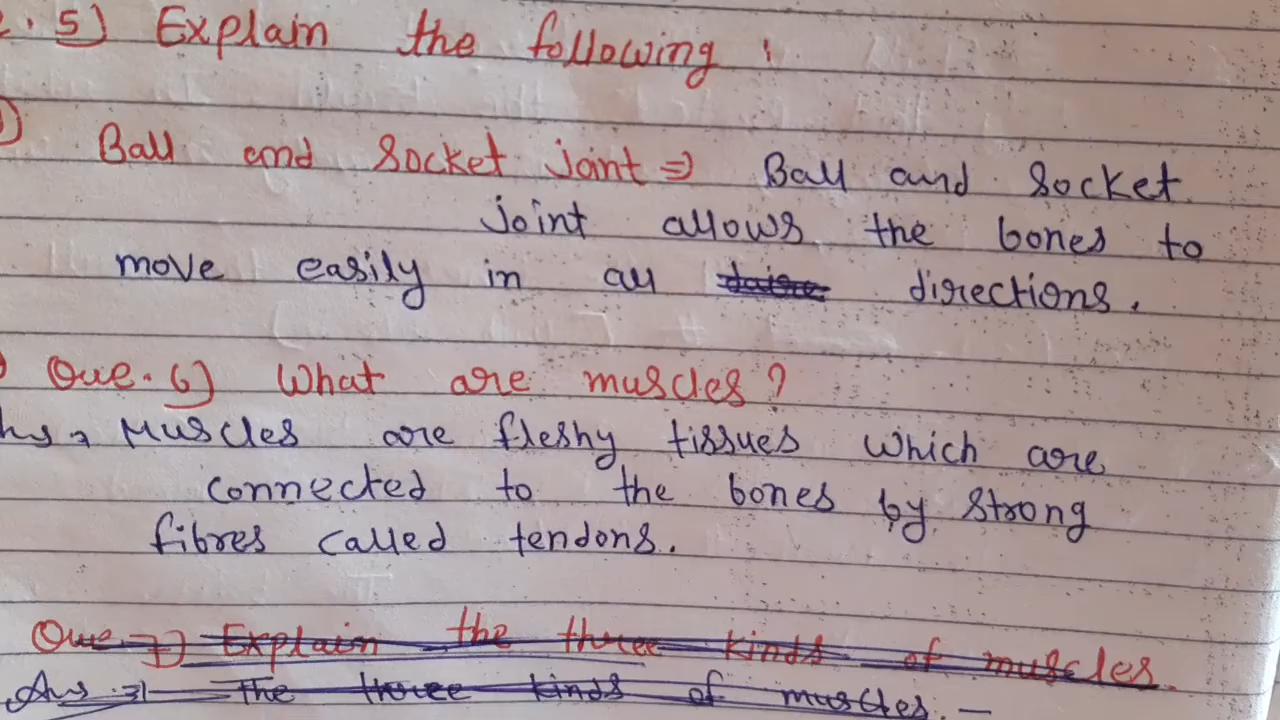 . 5) Explain the following :
Ball and Socket Joint ⇒ Ball and Socket
Joint allows the bones to
move easily in all directions.
Que. 6) What are muscles?
Ans → Muscles are fleshy tissues which are
connected to the bones by strong
fibres called tendons.
Que 7) Explain the three kinds of muscles.
Ans ⇒ The three kinds of muscles. —